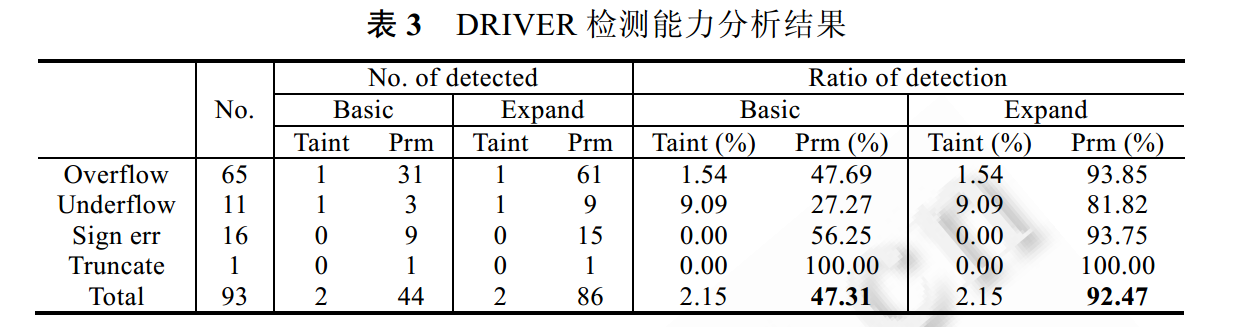 表 3 DRIVER 检测能力分析结果
No. of detected Ratio of detection
No. Basic Expand Basic Expand
Taint Prm Taint Prm Taint (%) Prm (%) Taint (%) Prm (%)
Overflow 65 1 31 1 61 1.54 47.69 1.54 93.85
Underflow 11 1 3 1 9 9.09 27.27 9.09 81.82
Sign err 16 0 9 0 15 0.00 56.25 0.00 93.75
Truncate 1 0 1 0 1 0.00 100.00 0.00 100.00
Total 93 2 44 2 86 2.15 47.31 2.15 92.47